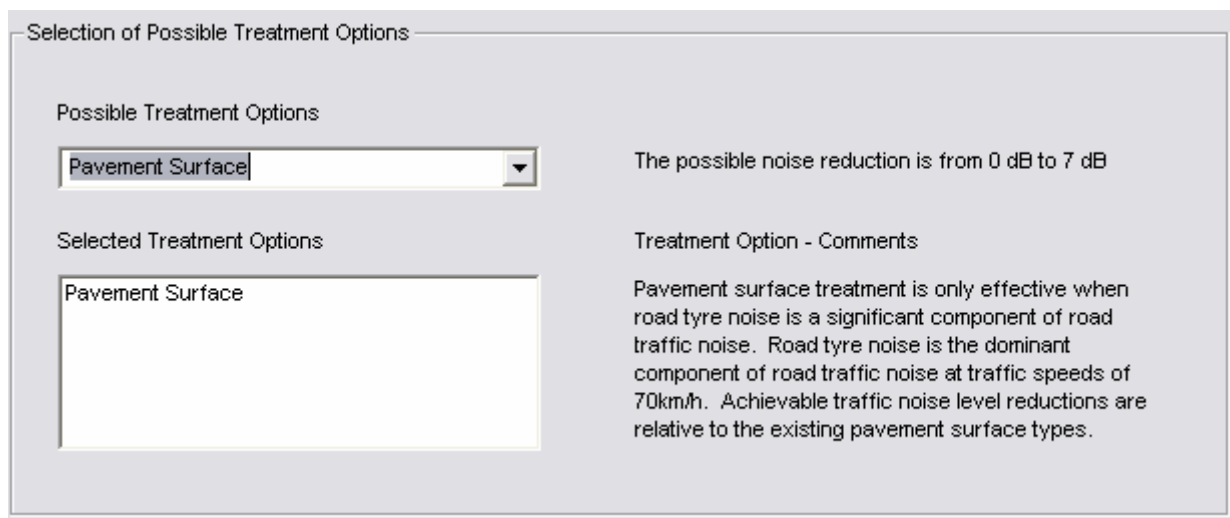 Selection of Possible Treatment Options
Possible Treatment Options
Pavement Surface
The possible noise reduction is from 0 dB to 7 dB
Selected Treatment Options
Pavement Surface
Treatment Option - Comments
Pavement surface treatment is only effective when
road tyre noise is a significant component of road
traffic noise.  Road tyre noise is the dominant
component of road traffic noise at traffic speeds of
70km/h.  Achievable traffic noise level reductions are
relative to the existing pavement surface types.